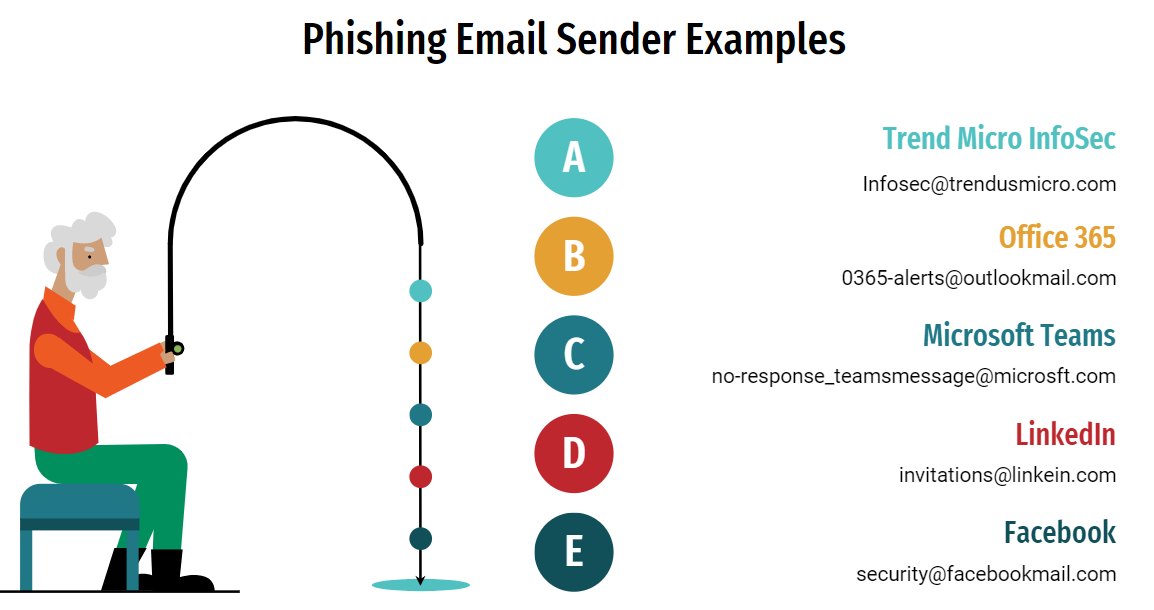 Phishing Email Sender Examples
A
Trend Micro InfoSec
Infosec@trendusmicro.com
B
Office 365
0365-alerts@outlookmail.com
C
Microsoft Teams
no-response_teamsmessage@microsft.com
D
LinkedIn
invitations@linkein.com
E
Facebook
security@facebookmail.com